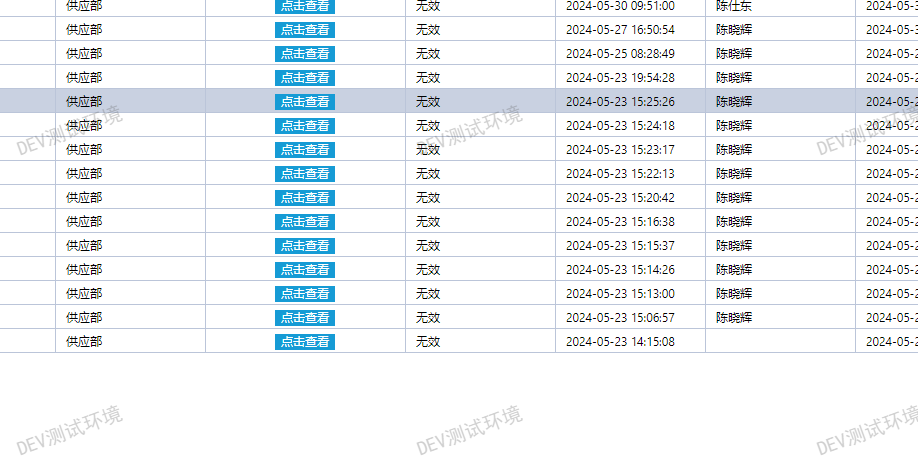 供应部 点击查看 无效 2024-05-30 09:51:00 陈仕东 2024-05-3
供应部 点击查看 无效 2024-05-27 16:50:54 陈晓辉 2024-05-3
供应部 点击查看 无效 2024-05-25 08:28:49 陈晓辉 2024-05-2
供应部 点击查看 无效 2024-05-23 19:54:28 陈晓辉 2024-05-2
供应部 点击查看 无效 2024-05-23 15:25:26 陈晓辉 2024-05-2
供应部 点击查看 无效 2024-05-23 15:24:18 陈晓辉 2024-05-2
DEV测试环境 DEV测试环境 DEV测试环境
供应部 点击查看 无效 2024-05-23 15:23:17 陈晓辉 2024-05-2
供应部 点击查看 无效 2024-05-23 15:22:13 陈晓辉 2024-05-2
供应部 点击查看 无效 2024-05-23 15:20:42 陈晓辉 2024-05-2
供应部 点击查看 无效 2024-05-23 15:16:38 陈晓辉 2024-05-2
供应部 点击查看 无效 2024-05-23 15:15:37 陈晓辉 2024-05-2
供应部 点击查看 无效 2024-05-23 15:14:26 陈晓辉 2024-05-2
供应部 点击查看 无效 2024-05-23 15:13:00 陈晓辉 2024-05-2
供应部 点击查看 无效 2024-05-23 15:06:57 陈晓辉 2024-05-2
供应部 点击查看 无效 2024-05-23 14:15:08 2024-05-2
DEV测试环境 DEV测试环境 DEV测试环境